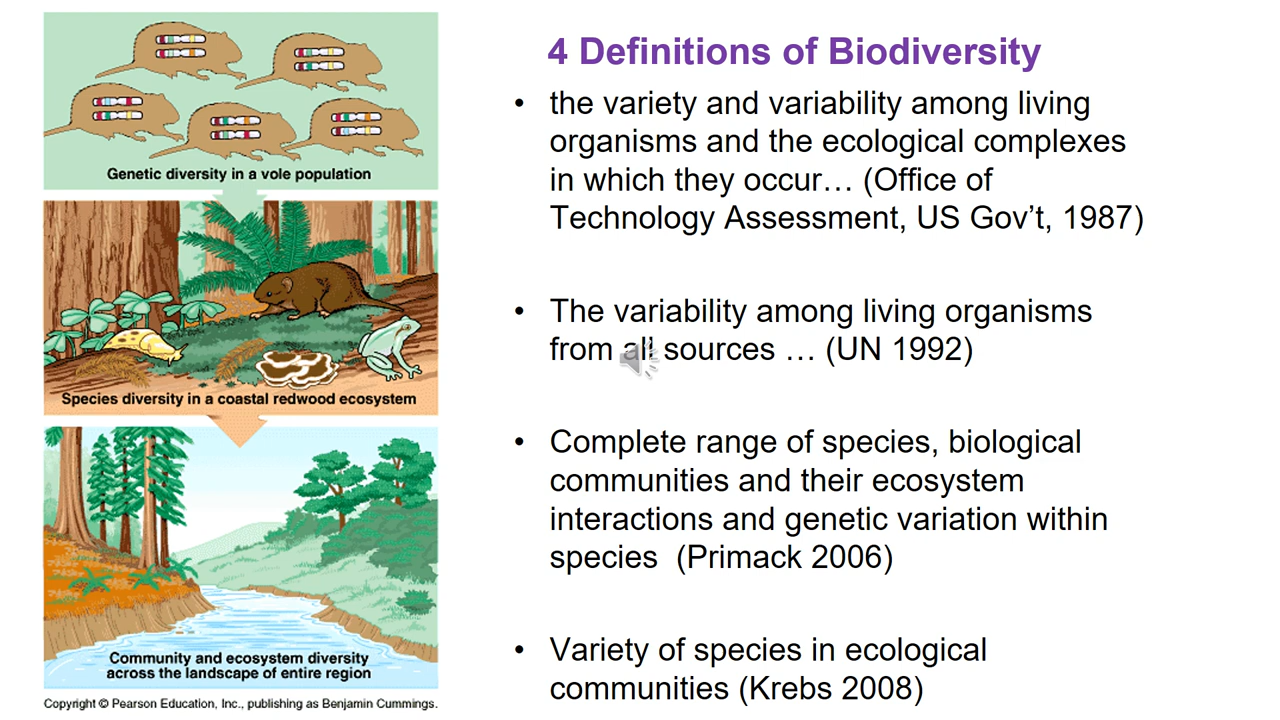 Genetic diversity in a vole population
Species diversity in a coastal redwood ecosystem
Community and ecosystem diversity
across the landscape of entire region
Copyright © Pearson Education, Inc., publishing as Benjamin Cummings.
4 Definitions of Biodiversity
• the variety and variability among living
organisms and the ecological complexes
in which they occur… (Office of
Technology Assessment, US Gov’t, 1987)
• The variability among living organisms
from all sources … (UN 1992)
• Complete range of species, biological
communities and their ecosystem
interactions and genetic variation within
species (Primack 2006)
• Variety of species in ecological
communities (Krebs 2008)